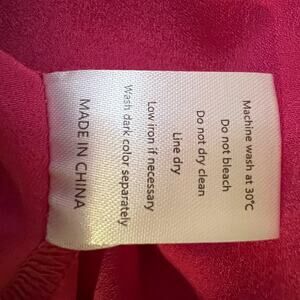 Machine wash at 30°C
Do not bleach
Do not dry clean
Line dry
Low iron if necessary
Wash dark color separately
MADE IN CHINA